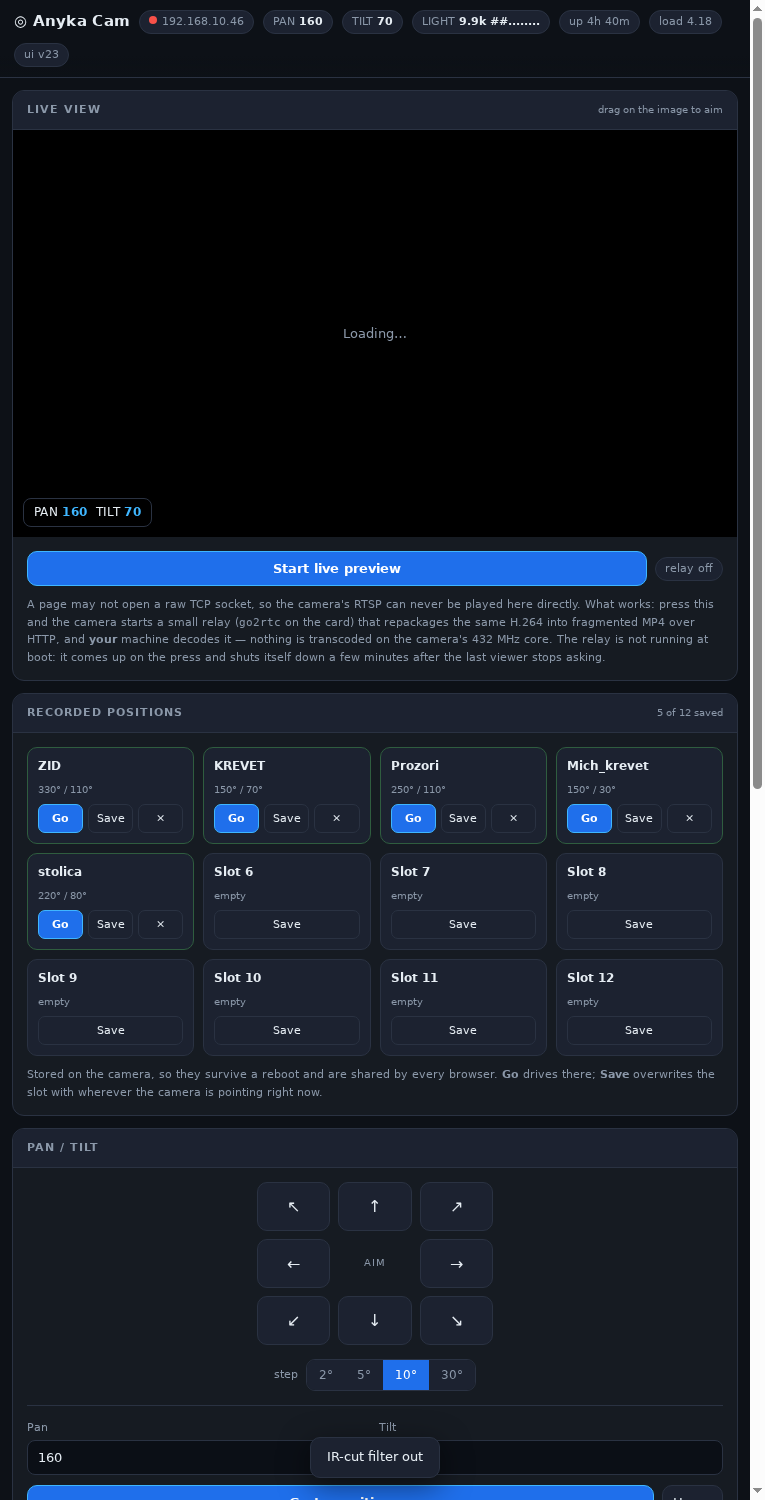 ◎ Anyka Cam 192.168.10.46 PAN 160 TILT 70 LIGHT 9.9k ##........ up 4h 40m load 4.18
ui v23
LIVE VIEW drag on the image to aim
Loading...
PAN 160 TILT 70
Start live preview relay off
A page may not open a raw TCP socket, so the camera's RTSP can never be played here directly. What works: press this
and the camera starts a small relay (go2rtc on the card) that repackages the same H.264 into fragmented MP4 over
HTTP, and your machine decodes it — nothing is transcoded on the camera's 432 MHz core. The relay is not running at
boot: it comes up on the press and shuts itself down a few minutes after the last viewer stops asking.
RECORDED POSITIONS 5 of 12 saved
ZID KREVET Prozori Mich_krevet
330° / 110° 150° / 70° 250° / 110° 150° / 30°
Go Save × Go Save × Go Save × Go Save ×
stolica Slot 6 Slot 7 Slot 8
220° / 80° empty empty empty
Go Save × Save Save Save
Slot 9 Slot 10 Slot 11 Slot 12
empty empty empty empty
Save Save Save Save
Stored on the camera, so they survive a reboot and are shared by every browser. Go drives there; Save overwrites the
slot with wherever the camera is pointing right now.
PAN / TILT
↖ ↑ ↗
← AIM →
↙ ↓ ↘
step 2° 5° 10° 30°
Pan Tilt
160
IR-cut filter out